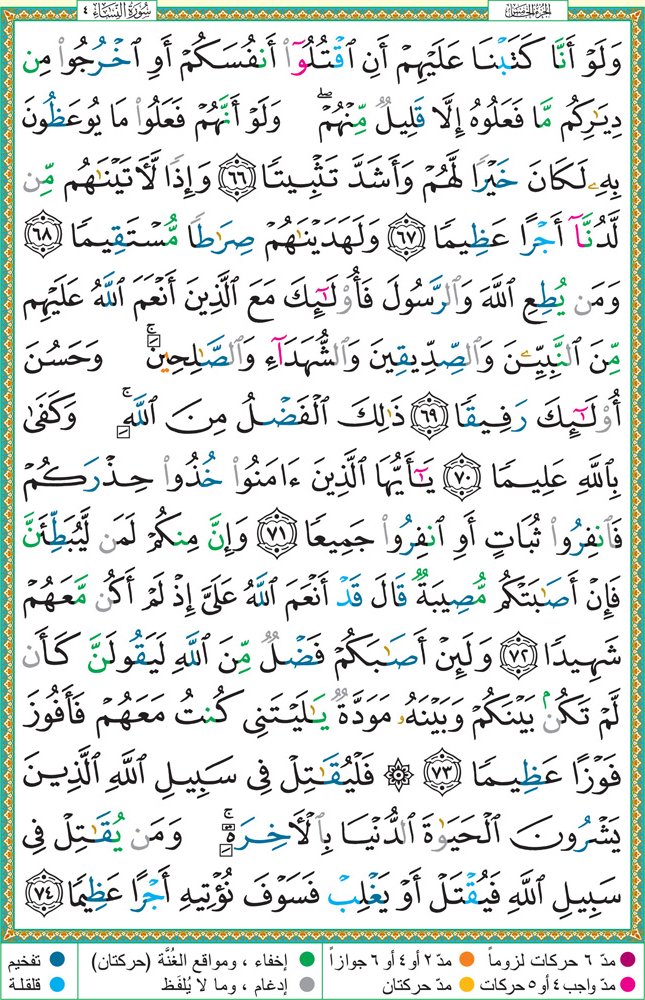 سُورَةُ النِّسَاءِ ٤
الجُزْءُ الخَامِسُ
وَلَوْ أَنَّا كَتَبْنَا عَلَيْهِمْ أَنِ ٱقْتُلُوٓا۟ أَنفُسَكُمْ أَوِ ٱخْرُجُوا۟ مِن
دِيَٰرِكُم مَّا فَعَلُوهُ إِلَّا قَلِيلٌ مِّنْهُمْ ۖ وَلَوْ أَنَّهُمْ فَعَلُوا۟ مَا يُوعَظُونَ
بِهِۦ لَكَانَ خَيْرًا لَّهُمْ وَأَشَدَّ تَثْبِيتًا ﴿٦٦﴾ وَإِذًا لَّءَاتَيْنَٰهُم مِّن
لَّدُنَّآ أَجْرًا عَظِيمًا ﴿٦٧﴾ وَلَهَدَيْنَٰهُمْ صِرَٰطًا مُّسْتَقِيمًا ﴿٦٨﴾
وَمَن يُطِعِ ٱللَّهَ وَٱلرَّسُولَ فَأُو۟لَٰٓئِكَ مَعَ ٱلَّذِينَ أَنْعَمَ ٱللَّهُ عَلَيْهِم
مِّنَ ٱلنَّبِيِّۦنَ وَٱلصِّدِّيقِينَ وَٱلشُّهَدَآءِ وَٱلصَّٰلِحِينَ ۚ وَحَسُنَ
أُو۟لَٰٓئِكَ رَفِيقًا ﴿٦٩﴾ ذَٰلِكَ ٱلْفَضْلُ مِنَ ٱللَّهِ ۚ وَكَفَىٰ
بِٱللَّهِ عَلِيمًا ﴿٧٠﴾ يَٰٓأَيُّهَا ٱلَّذِينَ ءَامَنُوا۟ خُذُوا۟ حِذْرَكُمْ
فَٱنفِرُوا۟ ثُبَاتٍ أَوِ ٱنفِرُوا۟ جَمِيعًا ﴿٧١﴾ وَإِنَّ مِنكُمْ لَمَن لَّيُبَطِّئَنَّ
فَإِنْ أَصَٰبَتْكُم مُّصِيبَةٌ قَالَ قَدْ أَنْعَمَ ٱللَّهُ عَلَىَّ إِذْ لَمْ أَكُن مَّعَهُمْ
شَهِيدًا ﴿٧٢﴾ وَلَئِنْ أَصَٰبَكُمْ فَضْلٌ مِّنَ ٱللَّهِ لَيَقُولَنَّ كَأَن
لَّمْ تَكُنۢ بَيْنَكُمْ وَبَيْنَهُۥ مَوَدَّةٌ يَٰلَيْتَنِى كُنتُ مَعَهُمْ فَأَفُوزَ
فَوْزًا عَظِيمًا ﴿٧٣﴾ ۞ فَلْيُقَٰتِلْ فِى سَبِيلِ ٱللَّهِ ٱلَّذِينَ
يَشْرُونَ ٱلْحَيَوٰةَ ٱلدُّنْيَا بِٱلْءَاخِرَةِ ۚ وَمَن يُقَٰتِلْ فِى
سَبِيلِ ٱللَّهِ فَيُقْتَلْ أَوْ يَغْلِبْ فَسَوْفَ نُؤْتِيهِ أَجْرًا عَظِيمًا ﴿٧٤﴾
مدّ ٦ حركات لزوماً مدّ ٢ أو ٤ أو ٦ جوازاً إخفاء ، ومواقع الغُنَّة (حركتان) تفخيم
مدّ واجب ٤ أو ٥ حركات مدّ حركتان إدغام ، وما لا يُلفَظ قلقلة